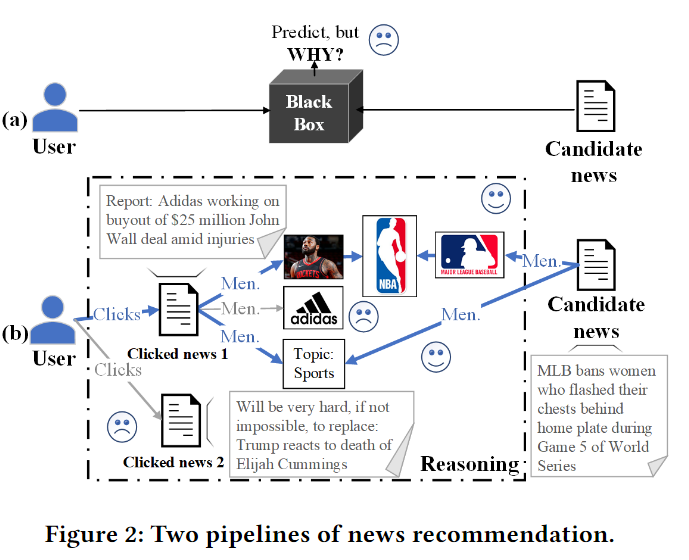 Predict, but
WHY?
Black
Box
(a)
User
Candidate
news
Report: Adidas working on
buyout of $25 million John
Wall deal amid injuries
ROCKETS
NBA
MAJOR LEAGUE BASEBALL
Men.
Men.
Men.
adidas
Men.
Men.
Clicks
(b)
User
Clicked news 1
Topic:
Sports
Candidate
news
Clicks
Clicked news 2
Will be very hard, if not
impossible, to replace:
Trump reacts to death of
Elijah Cummings
Reasoning
MLB bans women
who flashed their
chests behind
home plate during
Game 5 of World
Series
Figure 2: Two pipelines of news recommendation.